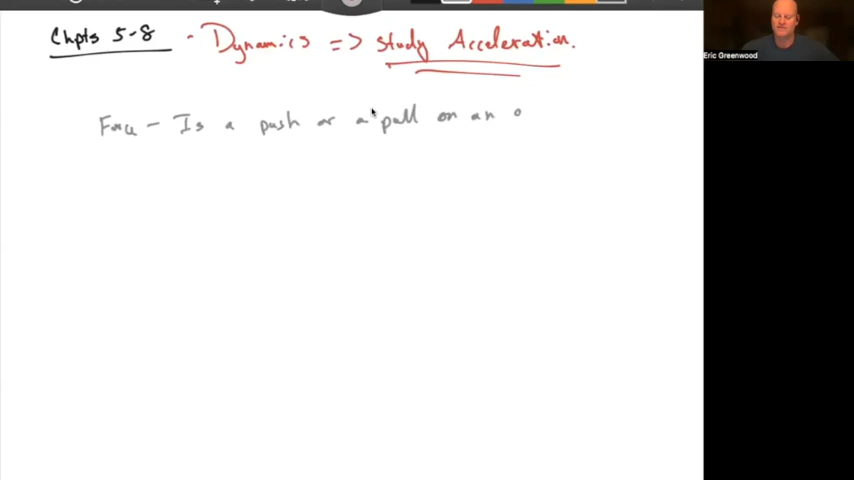 Chpts 5-8 - Dynamics => study Acceleration.
Eric Greenwood
Force - Is a push or a pull on an o